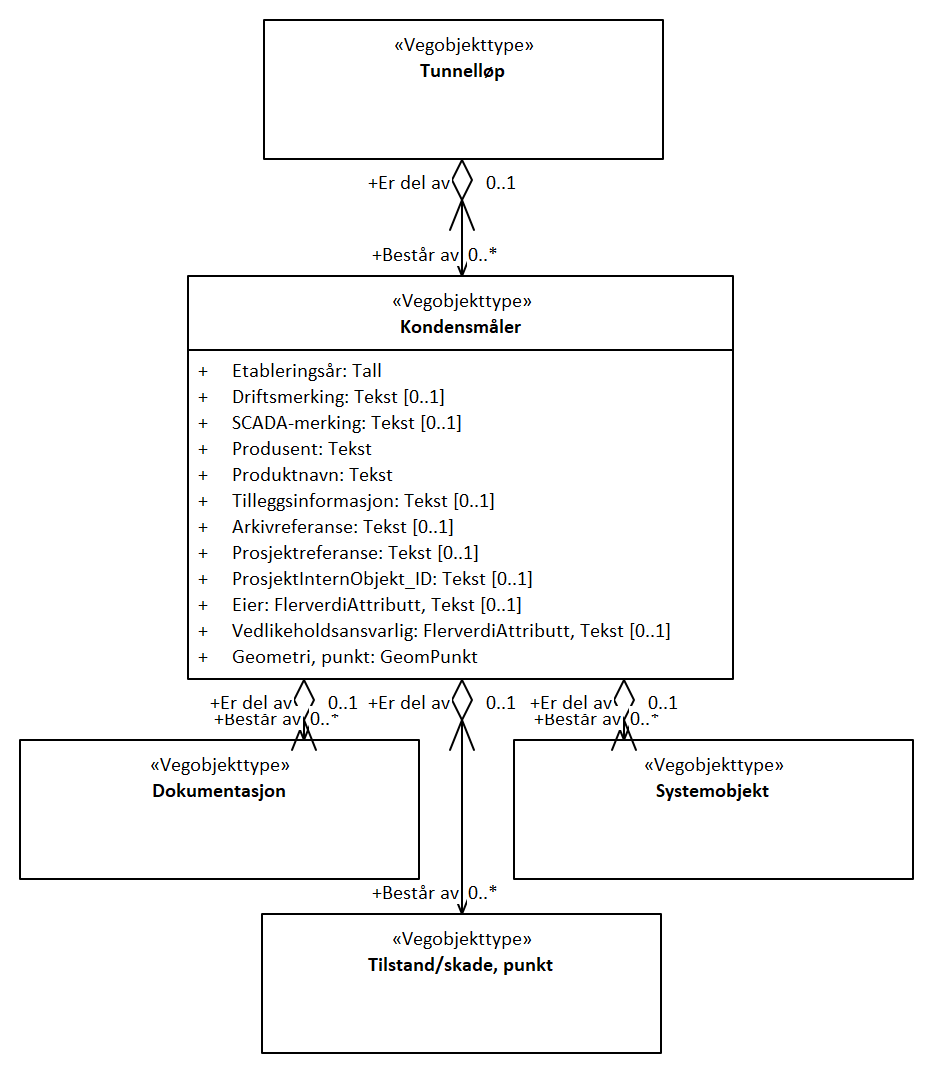 «Vegobjekttype»
Tunnelløp
+Er del av 0..1
+Består av 0..*
«Vegobjekttype»
Kondensmåler
+ Etableringsår: Tall
+ Driftsmerking: Tekst [0..1]
+ SCADA-merking: Tekst [0..1]
+ Produsent: Tekst
+ Produktnavn: Tekst
+ Tilleggsinformasjon: Tekst [0..1]
+ Arkivreferanse: Tekst [0..1]
+ Prosjektreferanse: Tekst [0..1]
+ ProsjektInternObjekt_ID: Tekst [0..1]
+ Eier: FlerverdiAttributt, Tekst [0..1]
+ Vedlikeholdsansvarlig: FlerverdiAttributt, Tekst [0..1]
+ Geometri, punkt: GeomPunkt
+Er del av 0..1 +Er del av 0..1 +Er del av 0..1
+Består av 0..* +Består av 0..*
«Vegobjekttype» «Vegobjekttype»
Dokumentasjon Systemobjekt
+Består av 0..*
«Vegobjekttype»
Tilstand/skade, punkt